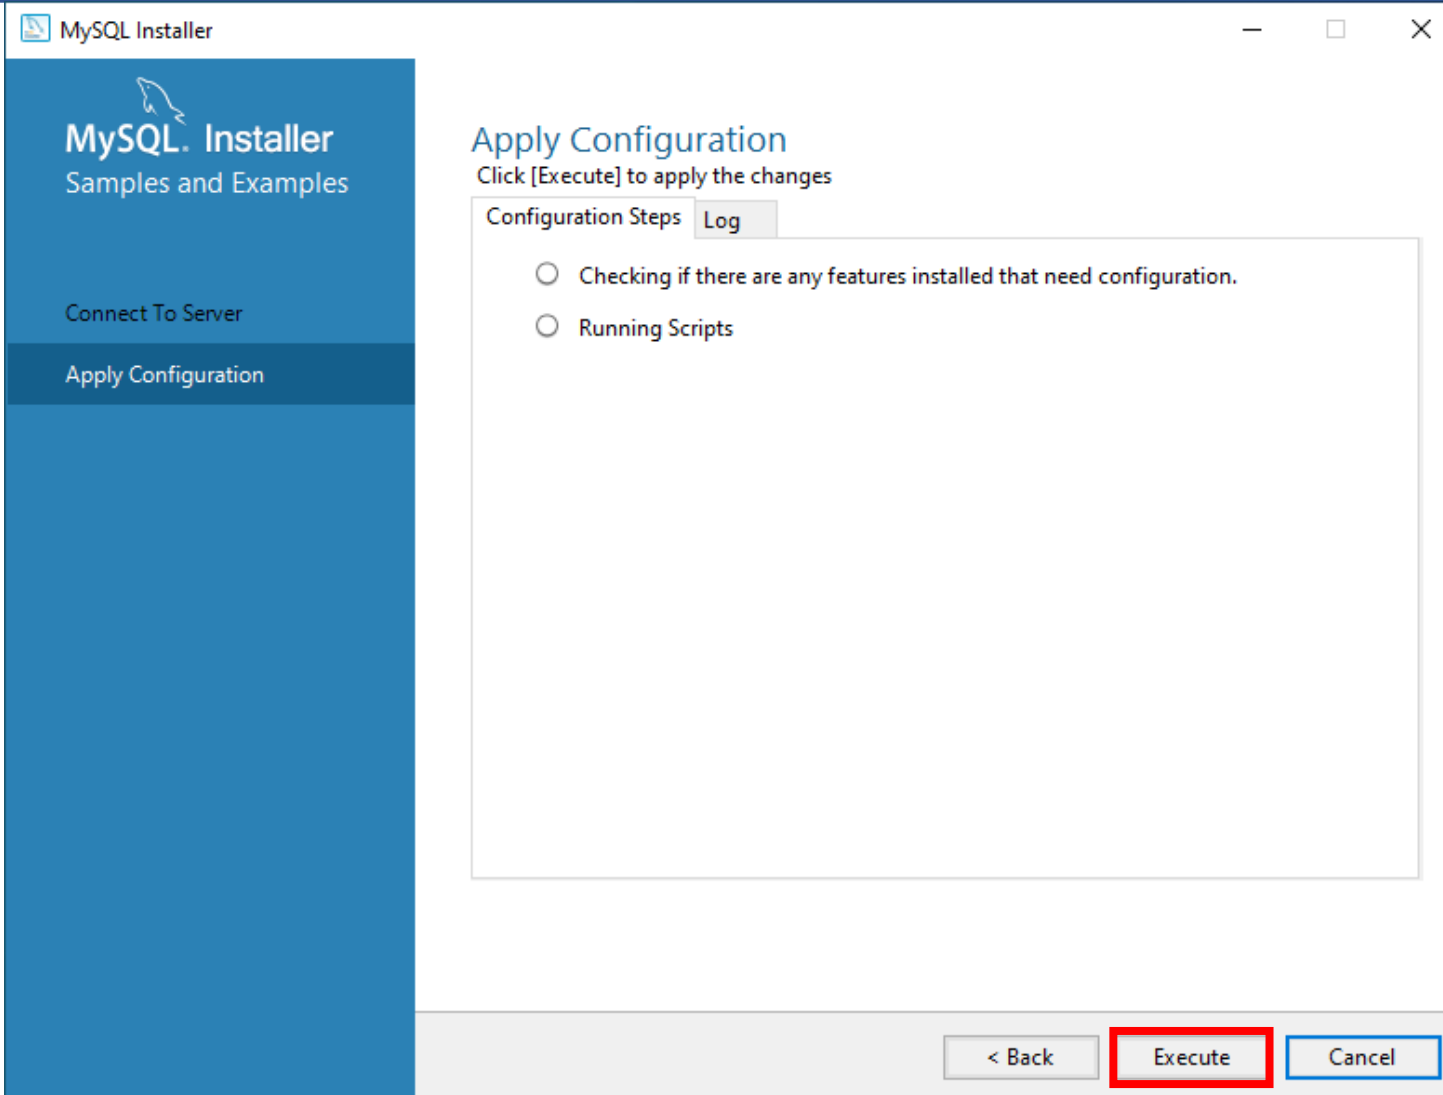 MySQL Installer
MySQL. Installer
Samples and Examples
Connect To Server
Apply Configuration
Apply Configuration
Click [Execute] to apply the changes
Configuration Steps
Log
Checking if there are any features installed that need configuration.
Running Scripts
< Back
Execute
Cancel